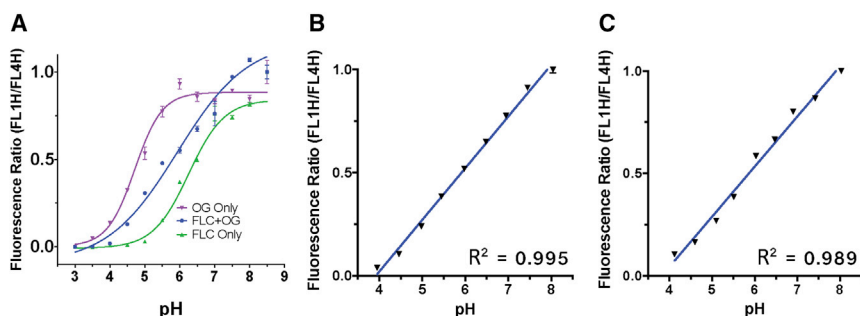 A
Fluorescence Ratio (FL1H/FL4H)
1.0
0.5
0.0
OG Only
FLC+OG
FLC Only
3 4 5 6 7 8 9
pH
B
Fluorescence Ratio (FL1H/FL4H)
1.0
0.5
0.0
R² = 0.995
4 5 6 7 8
pH
C
Fluorescence Ratio (FL1H/FL4H)
1.0
0.5
0.0
R² = 0.989
4 5 6 7 8
pH